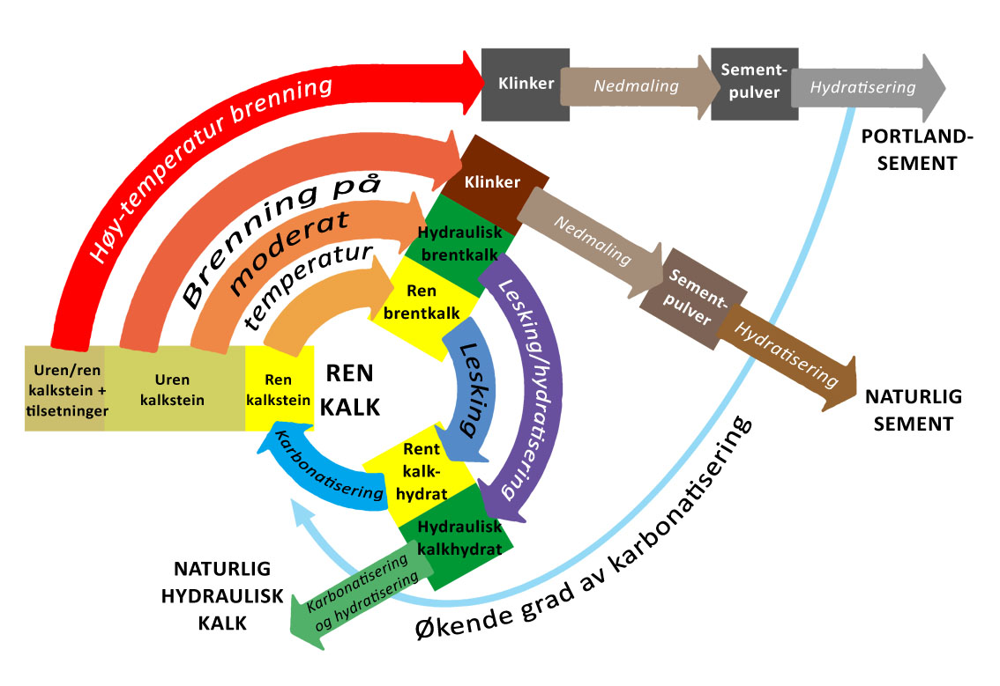 Høy-temperatur brenning
Klinker
Nedmaling
Sement-
pulver
Hydratisering
PORTLAND-
SEMENT
Brenning på
moderat
temperatur
Klinker
Hydraulisk
brentkalk
Ren
brentkalk
Nedmaling
Sement-
pulver
Hydratisering
NATURLIG
SEMENT
Uren/ren
kalkstein +
tilsetninger
Uren
kalkstein
Ren
kalkstein
REN
KALK
Lesking
Lesking/hydratisering
Karbonatisering
Rent
kalk-
hydrat
Hydraulisk
kalkhydrat
Karbonatisering
og hydratisering
NATURLIG
HYDRAULISK
KALK
Økende grad av karbonatisering